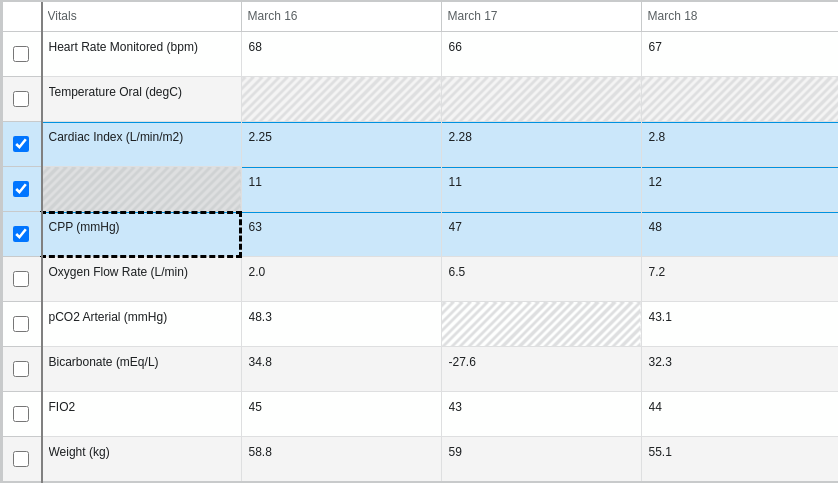 Vitals March 16 March 17 March 18
Heart Rate Monitored (bpm) 68 66 67
Temperature Oral (degC)
Cardiac Index (L/min/m2) 2.25 2.28 2.8
11 11 12
CPP (mmHg) 63 47 48
Oxygen Flow Rate (L/min) 2.0 6.5 7.2
pCO2 Arterial (mmHg) 48.3 43.1
Bicarbonate (mEq/L) 34.8 -27.6 32.3
FIO2 45 43 44
Weight (kg) 58.8 59 55.1